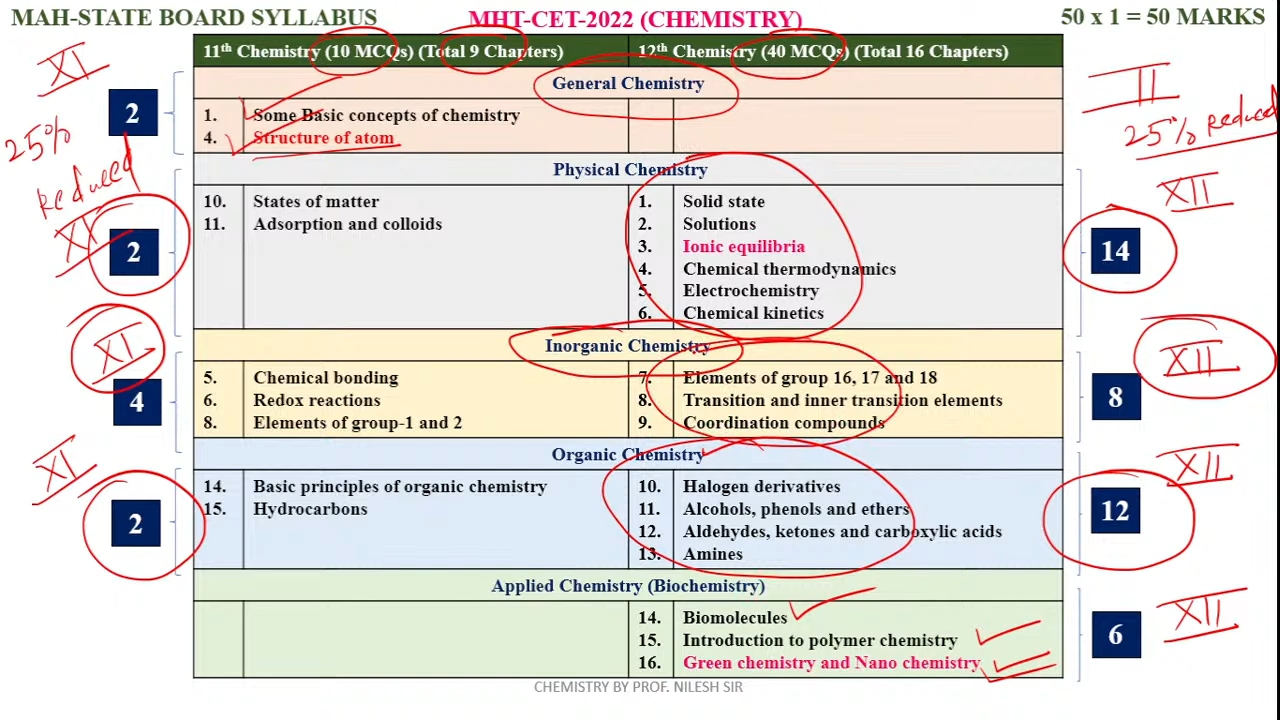 MAH-STATE BOARD SYLLABUS MHT-CET-2022 (CHEMISTRY) 50 x 1 = 50 MARKS
11th Chemistry (10 MCQs) (Total 9 Chapters) 12th Chemistry (40 MCQs) (Total 16 Chapters)
XI
General Chemistry
II
2
1. Some Basic concepts of chemistry
4. Structure of atom
25% Reduced
25% Reduced
Physical Chemistry
XI
2
10. States of matter
11. Adsorption and colloids
1. Solid state
2. Solutions
3. Ionic equilibria
4. Chemical thermodynamics
5. Electrochemistry
6. Chemical kinetics
XII
14
Inorganic Chemistry
XI
4
5. Chemical bonding
6. Redox reactions
8. Elements of group-1 and 2
7. Elements of group 16, 17 and 18
8. Transition and inner transition elements
9. Coordination compounds
XII
8
Organic Chemistry
XI
2
14. Basic principles of organic chemistry
15. Hydrocarbons
10. Halogen derivatives
11. Alcohols, phenols and ethers
12. Aldehydes, ketones and carboxylic acids
13. Amines
XII
12
Applied Chemistry (Biochemistry)
14. Biomolecules
15. Introduction to polymer chemistry
16. Green chemistry and Nano chemistry
XII
6
CHEMISTRY BY PROF. NILESH SIR